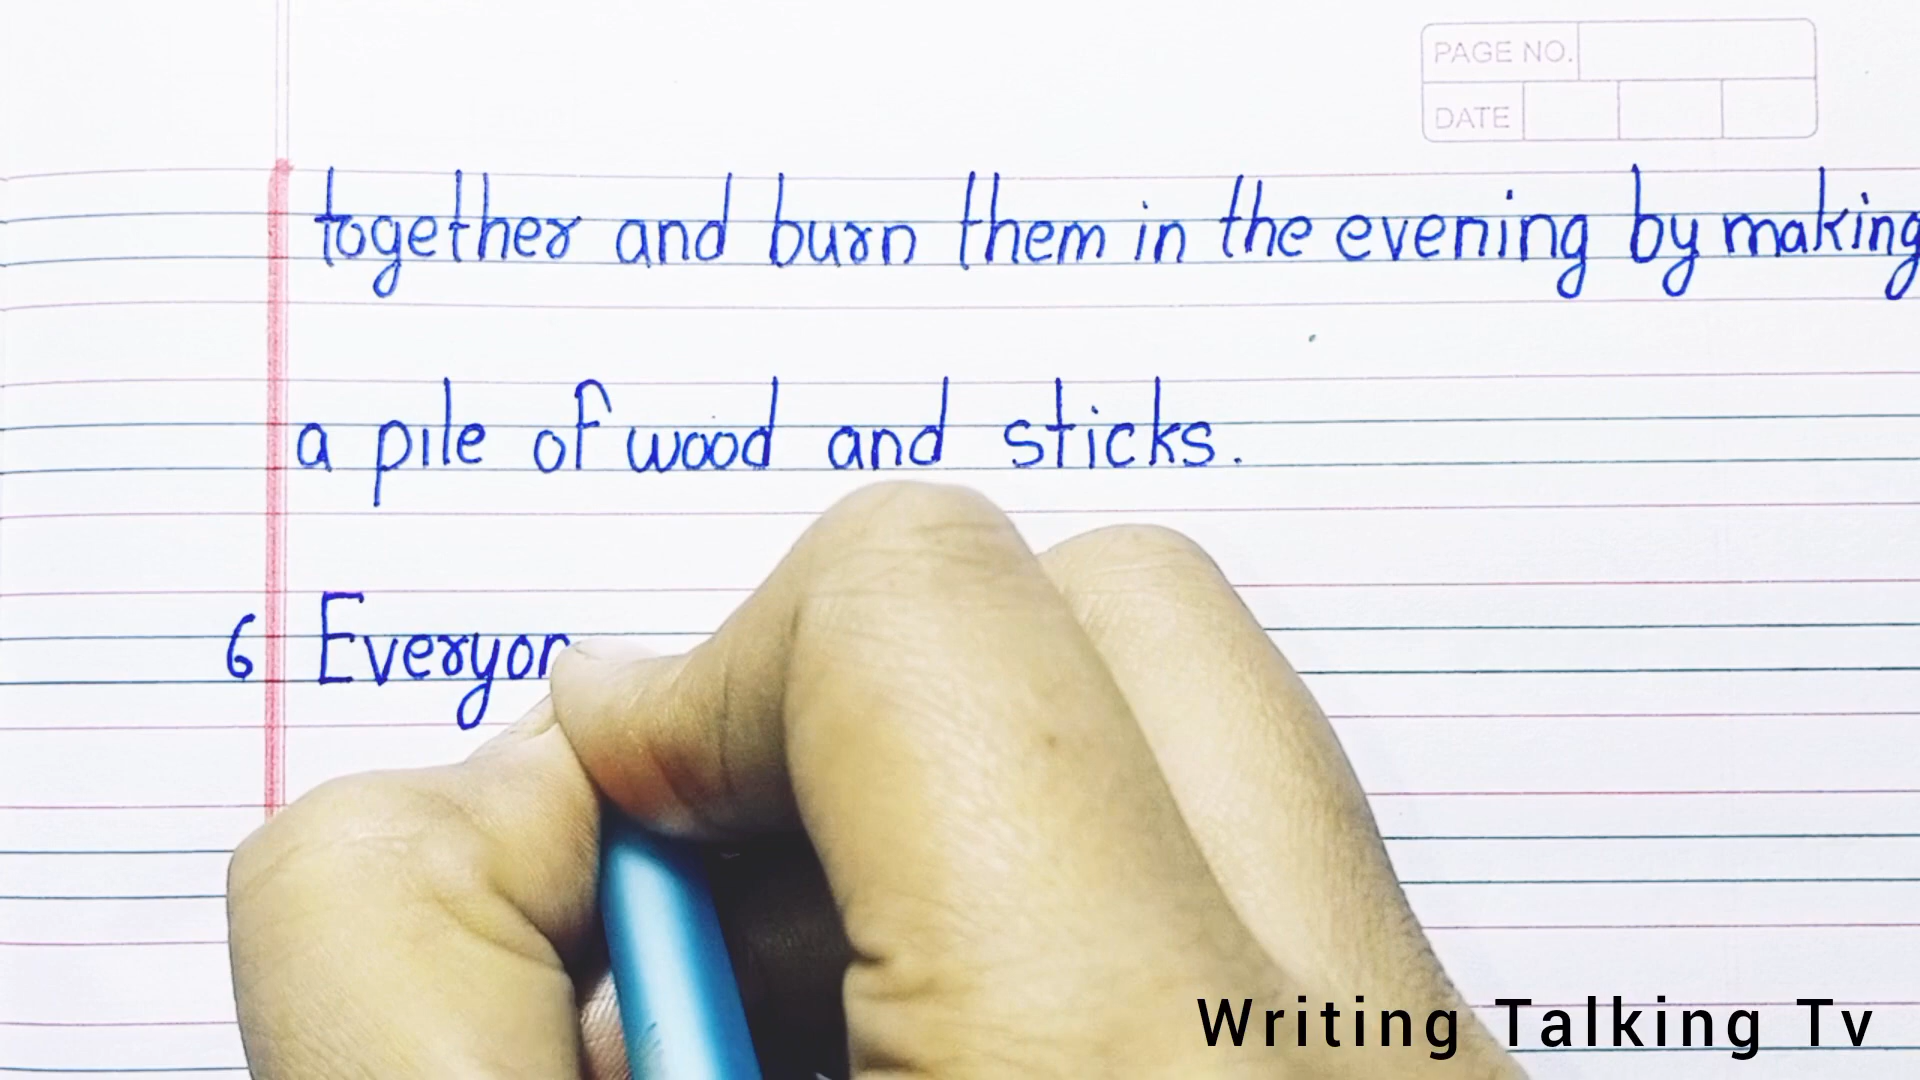 PAGE NO.
DATE
together and burn them in the evening by making
a pile of wood and sticks.
6 Everyon
Writing Talking Tv